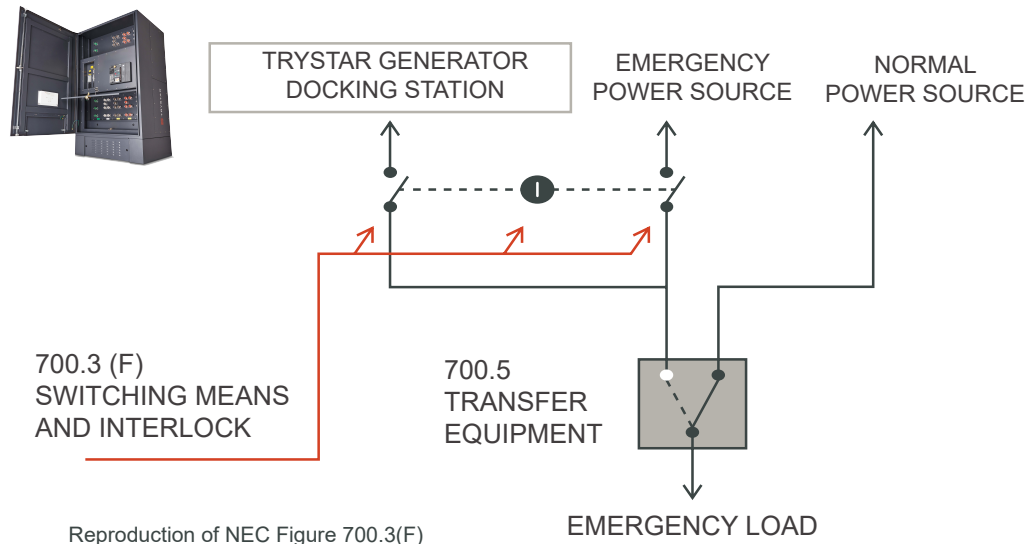 TRYSTAR GENERATOR
DOCKING STATION
EMERGENCY
POWER SOURCE
NORMAL
POWER SOURCE
I
700.3 (F)
SWITCHING MEANS
AND INTERLOCK
700.5
TRANSFER
EQUIPMENT
EMERGENCY LOAD
Reproduction of NEC Figure 700.3(F)